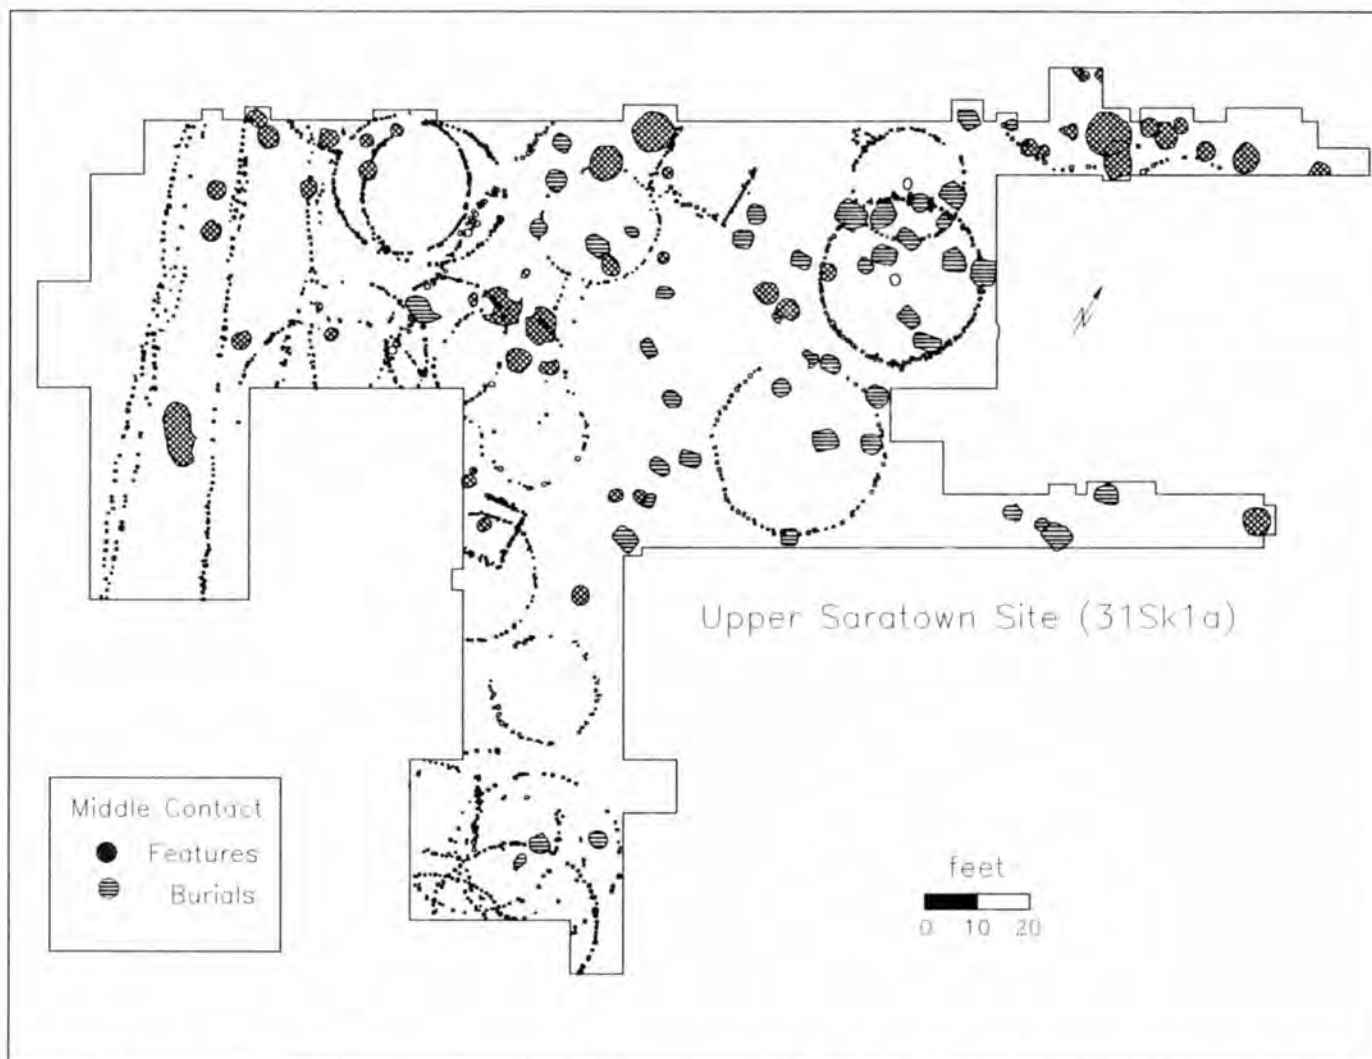 N
Upper Saratown Site (31Sk1a)
Middle Contact
Features
Burials
feet
0 10 20